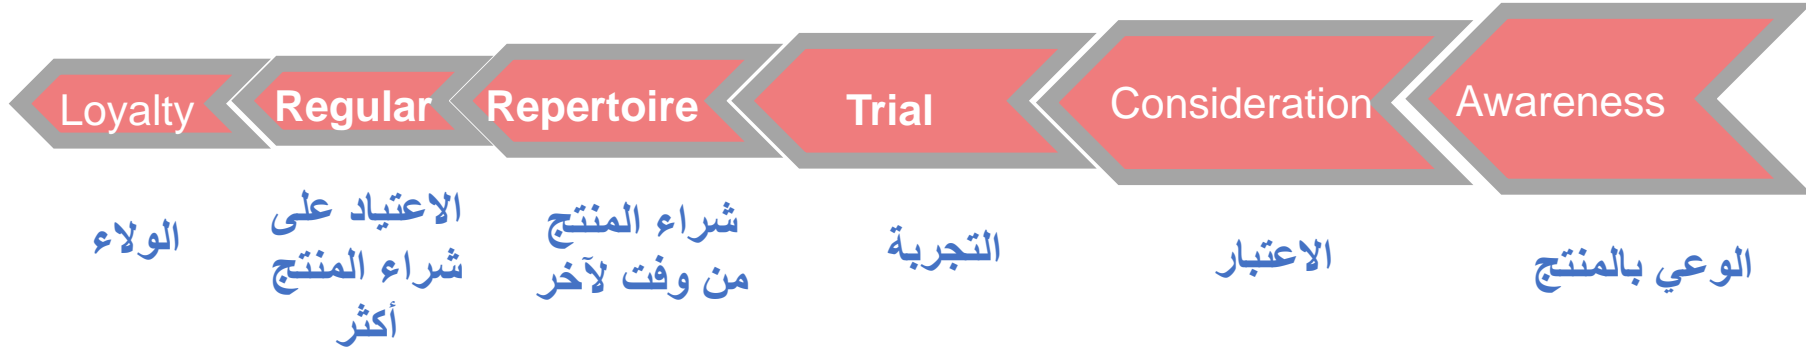 Awareness
الوعي بالمنتج
Consideration
الاعتبار
Trial
التجربة
Repertoire
شراء المنتج
من وفت لآخر
Regular
الاعتياد على
شراء المنتج
أكثر
Loyalty
الولاء